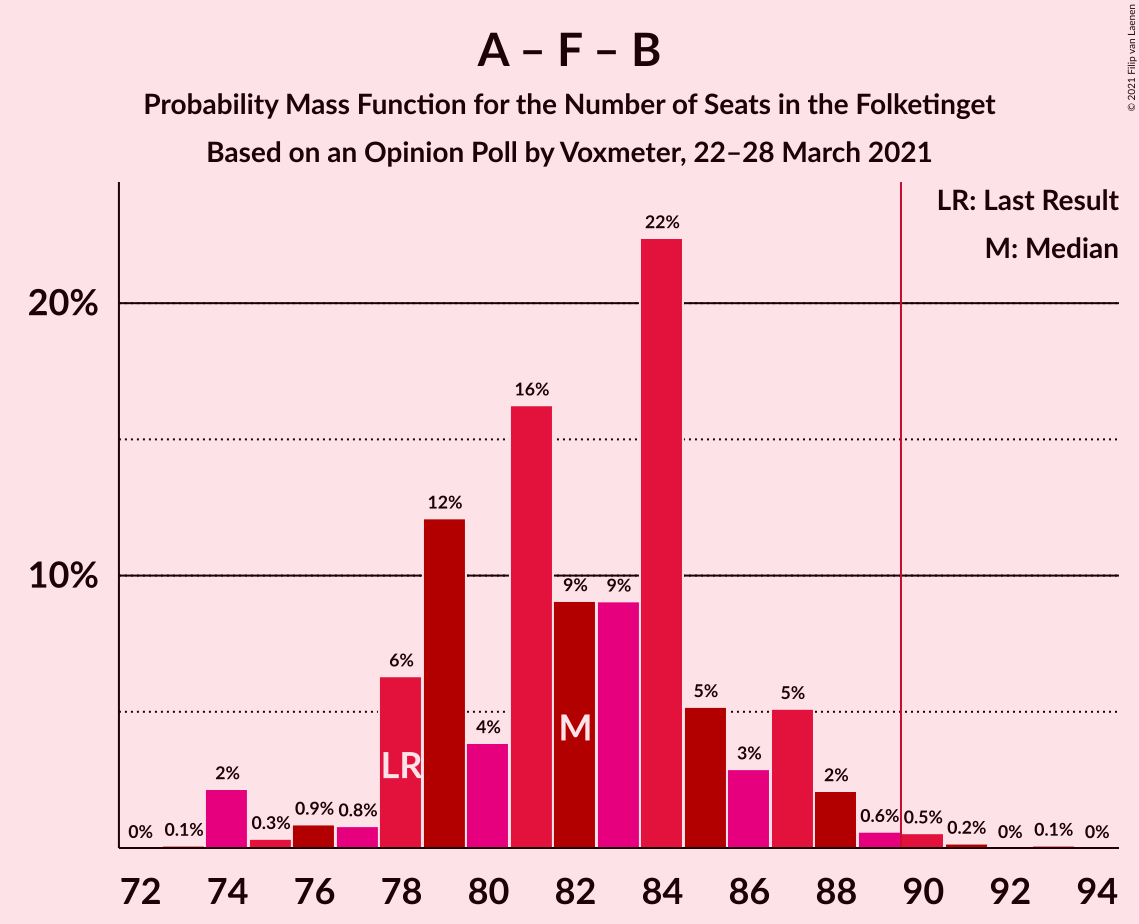 A – F – B
Probability Mass Function for the Number of Seats in the Folketinget
Based on an Opinion Poll by Voxmeter, 22–28 March 2021
© 2021 Filip van Laenen
LR: Last Result
M: Median
20%
10%
0%
0.1%
2%
0.3%
0.9%
0.8%
6%
12%
4%
16%
9%
9%
22%
5%
3%
5%
2%
0.6%
0.5%
0.2%
0%
0.1%
0%
LR
M
72 74 76 78 80 82 84 86 88 90 92 94